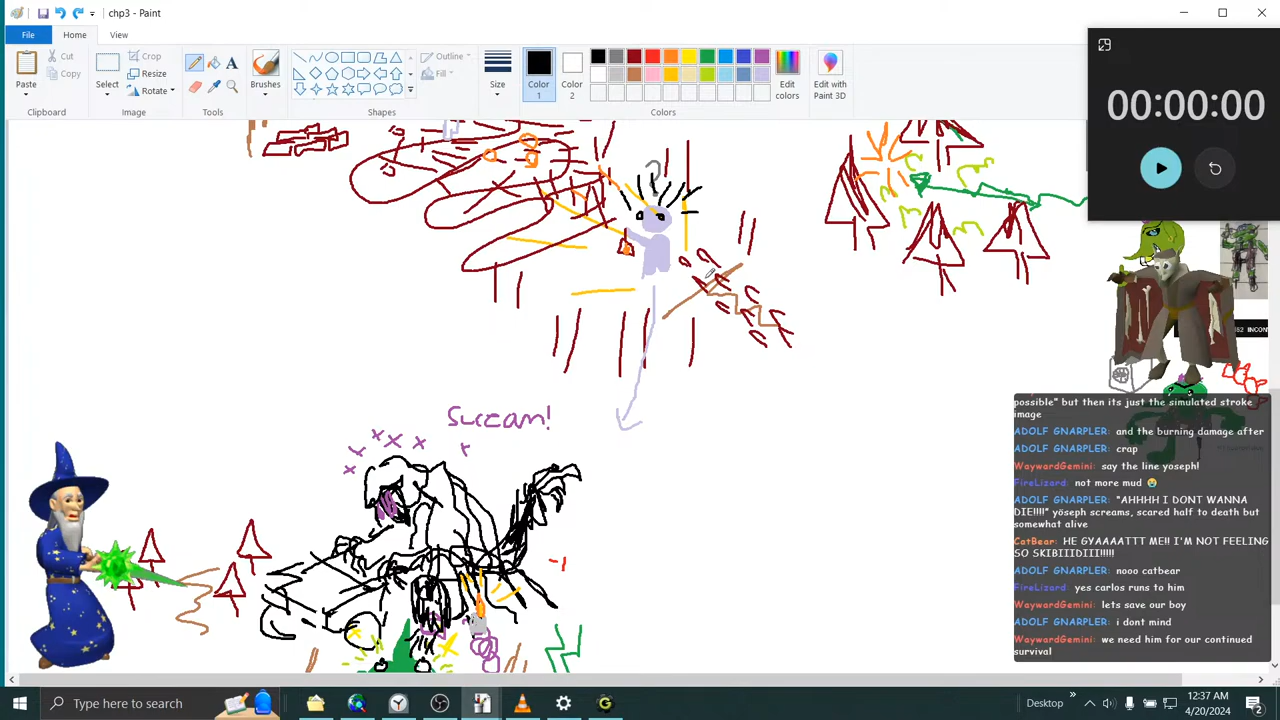 chp3 - Paint
File
Home
View
Paste
Cut
Copy
Clipboard
Select
Crop
Resize
Rotate
Image
Tools
Brushes
Shapes
Outline
Fill
Size
Color 1
Color 2
Edit colors
Colors
Edit with Paint 3D
00:00:00
?
52 INCONT
Scream!
-1
possible" but then its just the simulated stroke
image
ADOLF GNARPLER: and the burning damage after
ADOLF GNARPLER: crap
WaywardGemini: say the line yoseph!
FireLizard: not more mud 😭
ADOLF GNARPLER: "AHHHH I DONT WANNA
DIE!!!!" yöseph screams, scared half to death but
somewhat alive
CatBear: HE GYAAAATTT ME!! I'M NOT FEELING
SO SKIBIIIDIII!!!!!
ADOLF GNARPLER: nooo catbear
FireLizard: yes carlos runs to him
WaywardGemini: lets save our boy
ADOLF GNARPLER: i dont mind
WaywardGemini: we need him for our continued
survival
Type here to search
Desktop
12:37 AM
4/20/2024
2